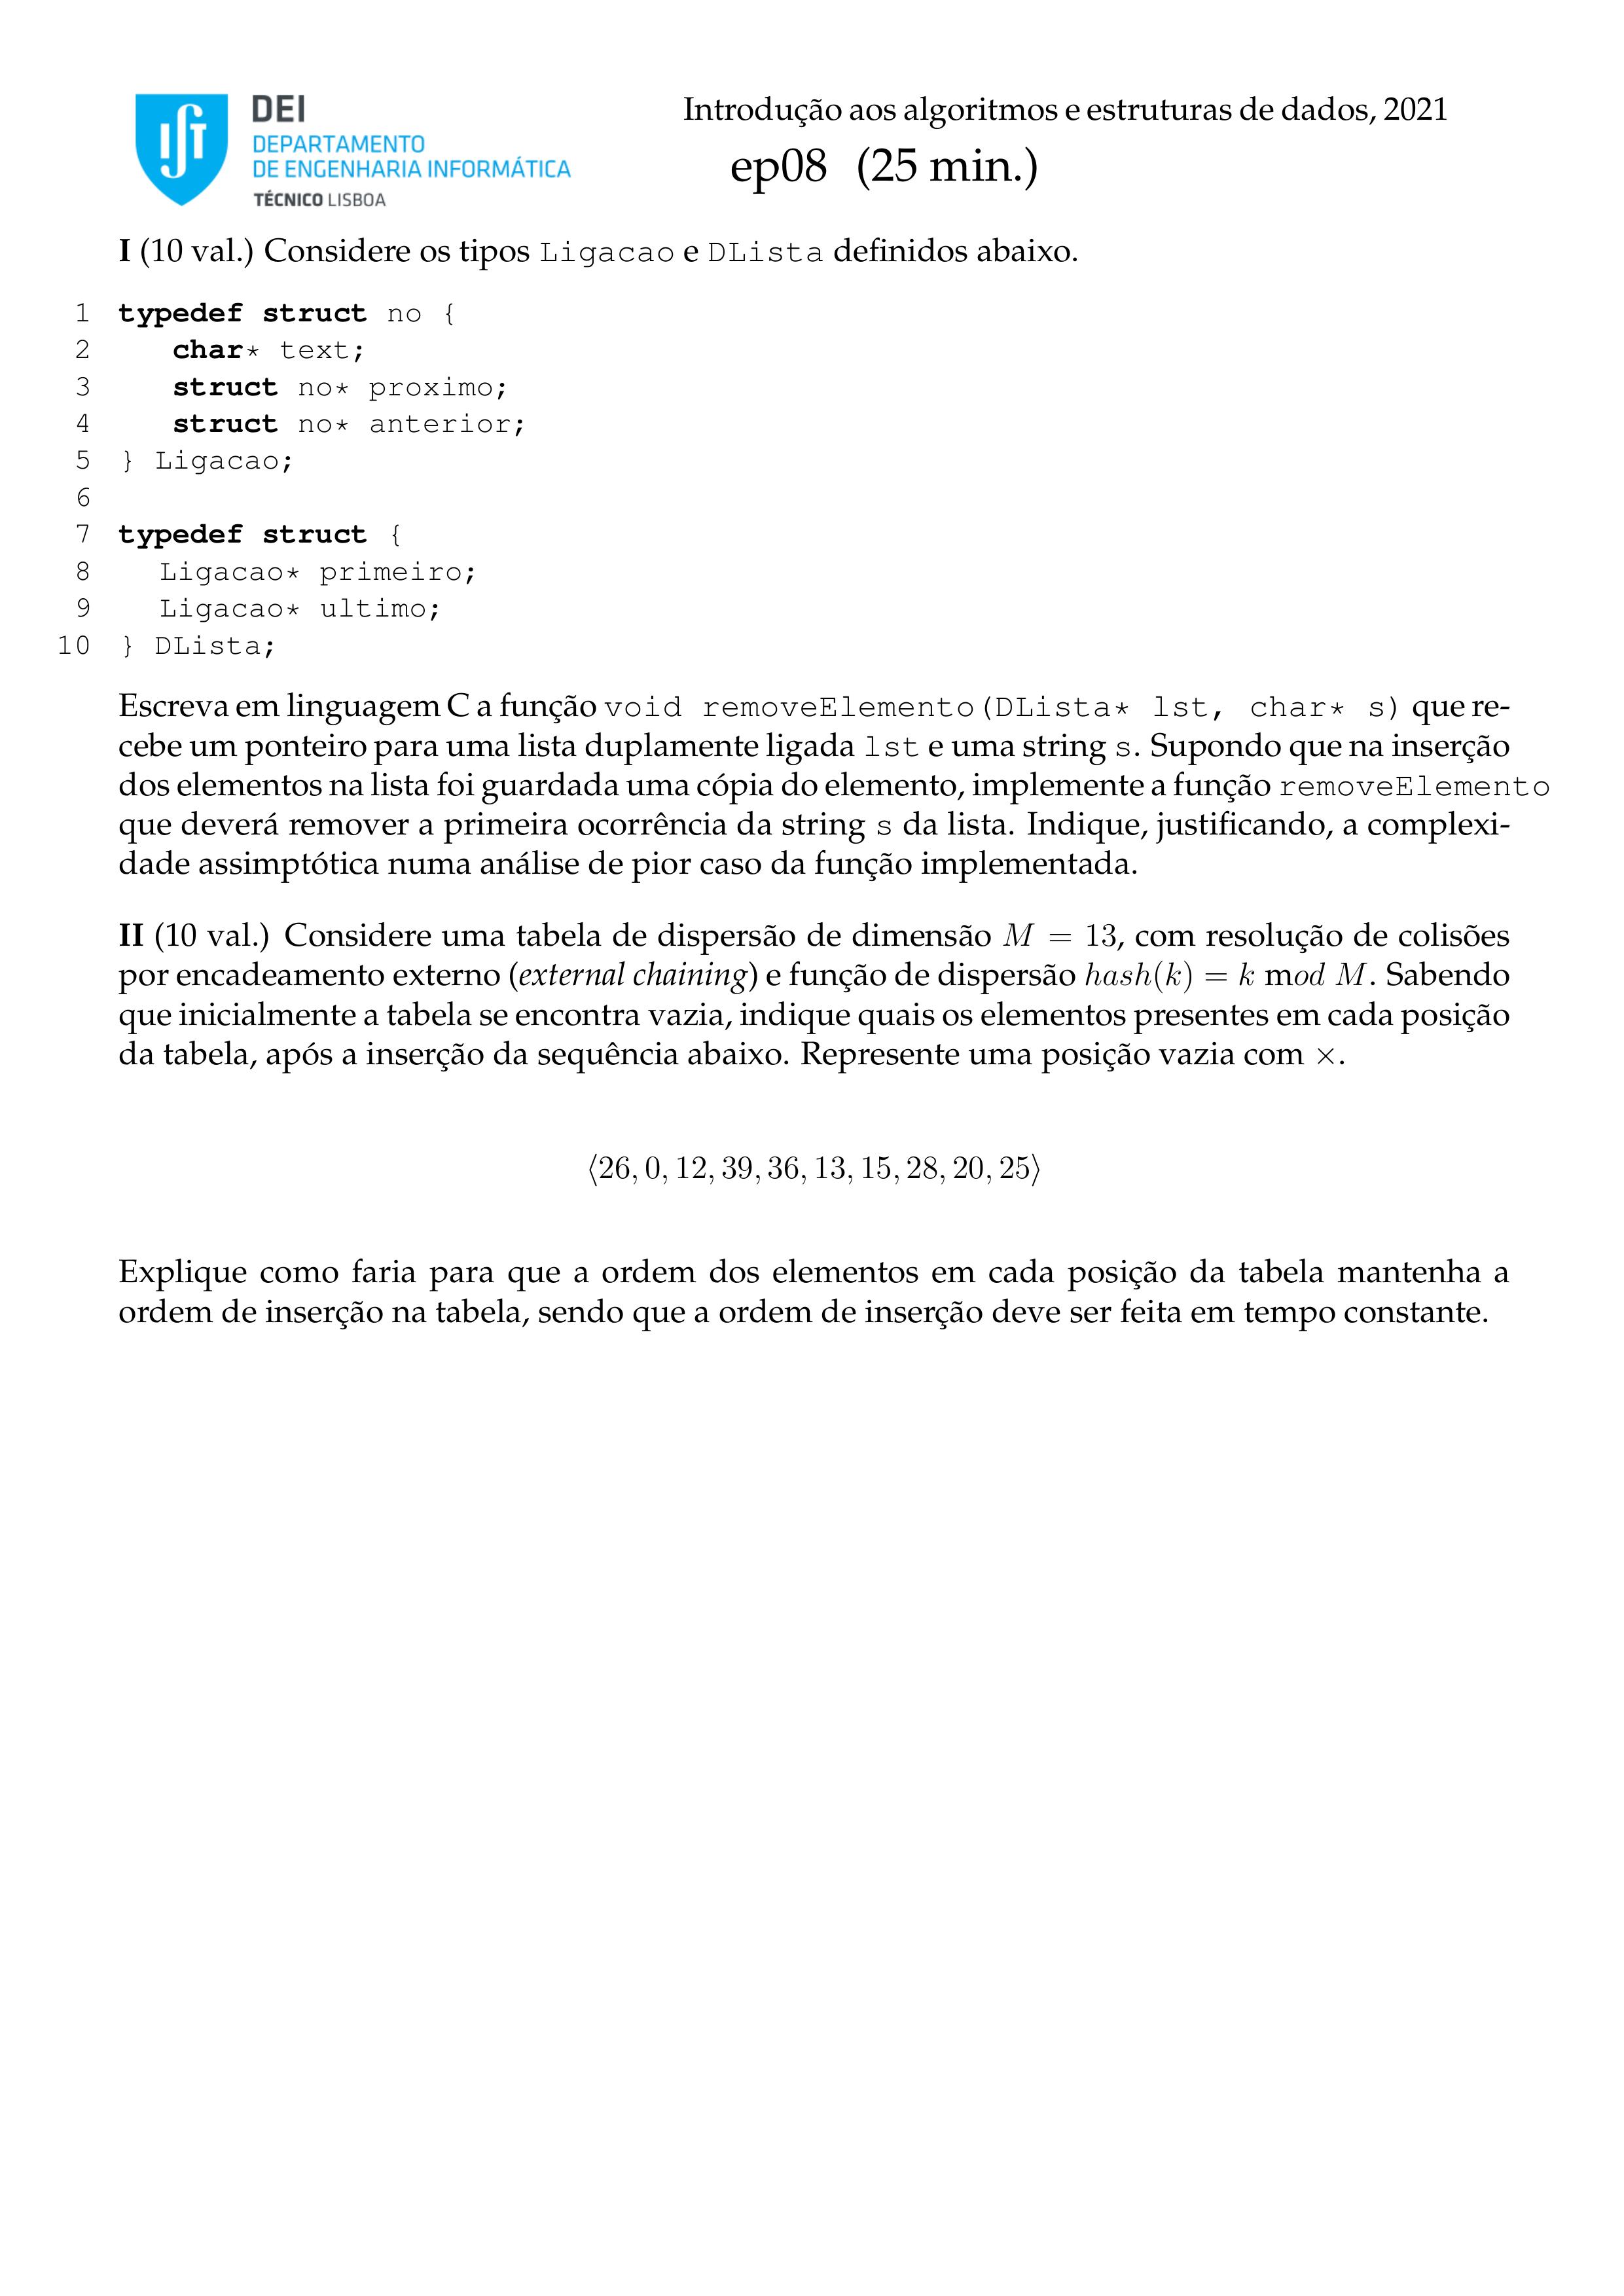 DEI
DEPARTAMENTO
DE ENGENHARIA INFORMÁTICA
TÉCNICO LISBOA
Introdução aos algoritmos e estruturas de dados, 2021
ep08 (25 min.)
I (10 val.) Considere os tipos Ligacao e DLista definidos abaixo.
1 typedef struct no {
2 char* text;
3 struct no* proximo;
4 struct no* anterior;
5 } Ligacao;
6
7 typedef struct {
8 Ligacao* primeiro;
9 Ligacao* ultimo;
10 } DLista;
Escreva em linguagem C a função void removeElemento(DLista* lst, char* s) que re-
cebe um ponteiro para uma lista duplamente ligada lst e uma string s. Supondo que na inserção
dos elementos na lista foi guardada uma cópia do elemento, implemente a função removeElemento
que deverá remover a primeira ocorrência da string s da lista. Indique, justificando, a complexi-
dade assimptótica numa análise de pior caso da função implementada.
II (10 val.) Considere uma tabela de dispersão de dimensão M = 13, com resolução de colisões
por encadeamento externo (external chaining) e função de dispersão hash(k) = k mod M. Sabendo
que inicialmente a tabela se encontra vazia, indique quais os elementos presentes em cada posição
da tabela, após a inserção da sequência abaixo. Represente uma posição vazia com ×.
⟨26, 0, 12, 39, 36, 13, 15, 28, 20, 25⟩
Explique como faria para que a ordem dos elementos em cada posição da tabela mantenha a
ordem de inserção na tabela, sendo que a ordem de inserção deve ser feita em tempo constante.